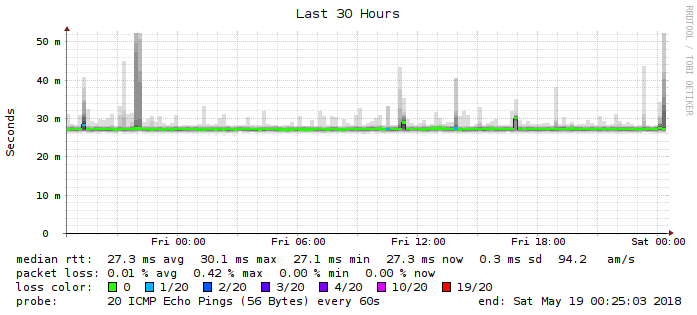 Last 30 Hours
RRDTOOL / TOBI OETIKER
Seconds
50 m
40 m
30 m
20 m
10 m
0
Fri 00:00 Fri 06:00 Fri 12:00 Fri 18:00 Sat 00:00
median rtt: 27.3 ms avg 30.1 ms max 27.1 ms min 27.3 ms now 0.3 ms sd 94.2 am/s
packet loss: 0.01 % avg 0.42 % max 0.00 % min 0.00 % now
loss color: 0 1/20 2/20 3/20 4/20 10/20 19/20
probe: 20 ICMP Echo Pings (56 Bytes) every 60s end: Sat May 19 00:25:03 2018